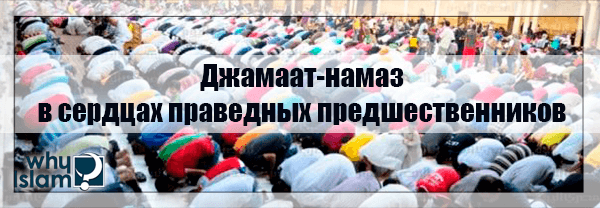 Джамаат-намаз
в сердцах праведных предшественников
why
islam?